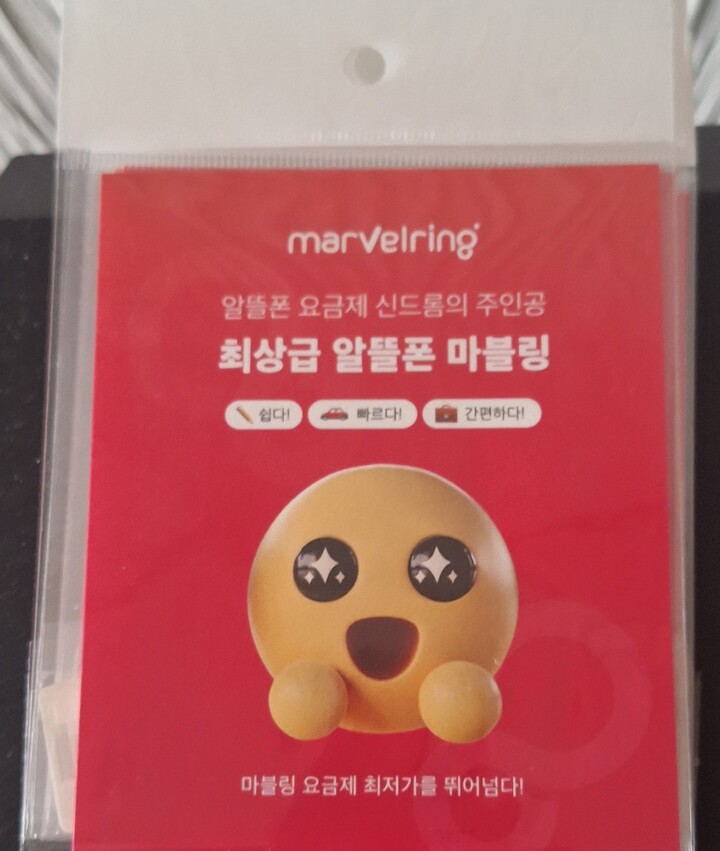 marvelring
알뜰폰 요금제 신드롬의 주인공
최상급 알뜰폰 마블링
쉽다! 빠르다! 간편하다!
마블링 요금제 최저가를 뛰어넘다!